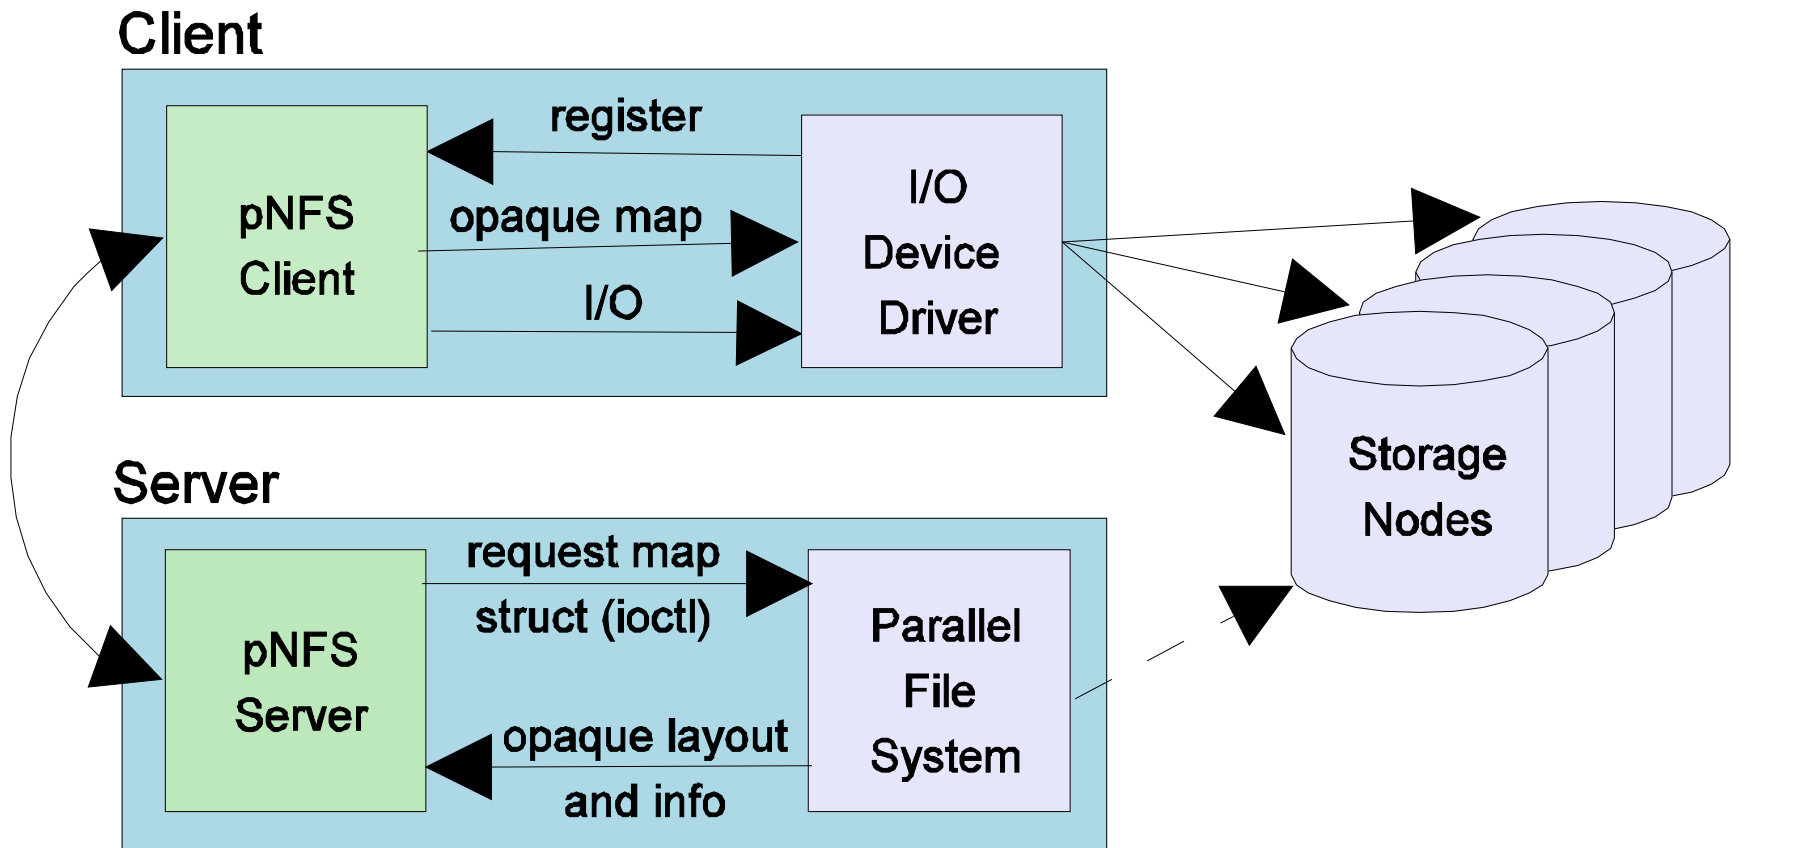 Client
register
pNFS
Client
opaque map
I/O
I/O
Device
Driver
Storage
Nodes
Server
request map
struct (ioctl)
pNFS
Server
opaque layout
and info
Parallel
File
System